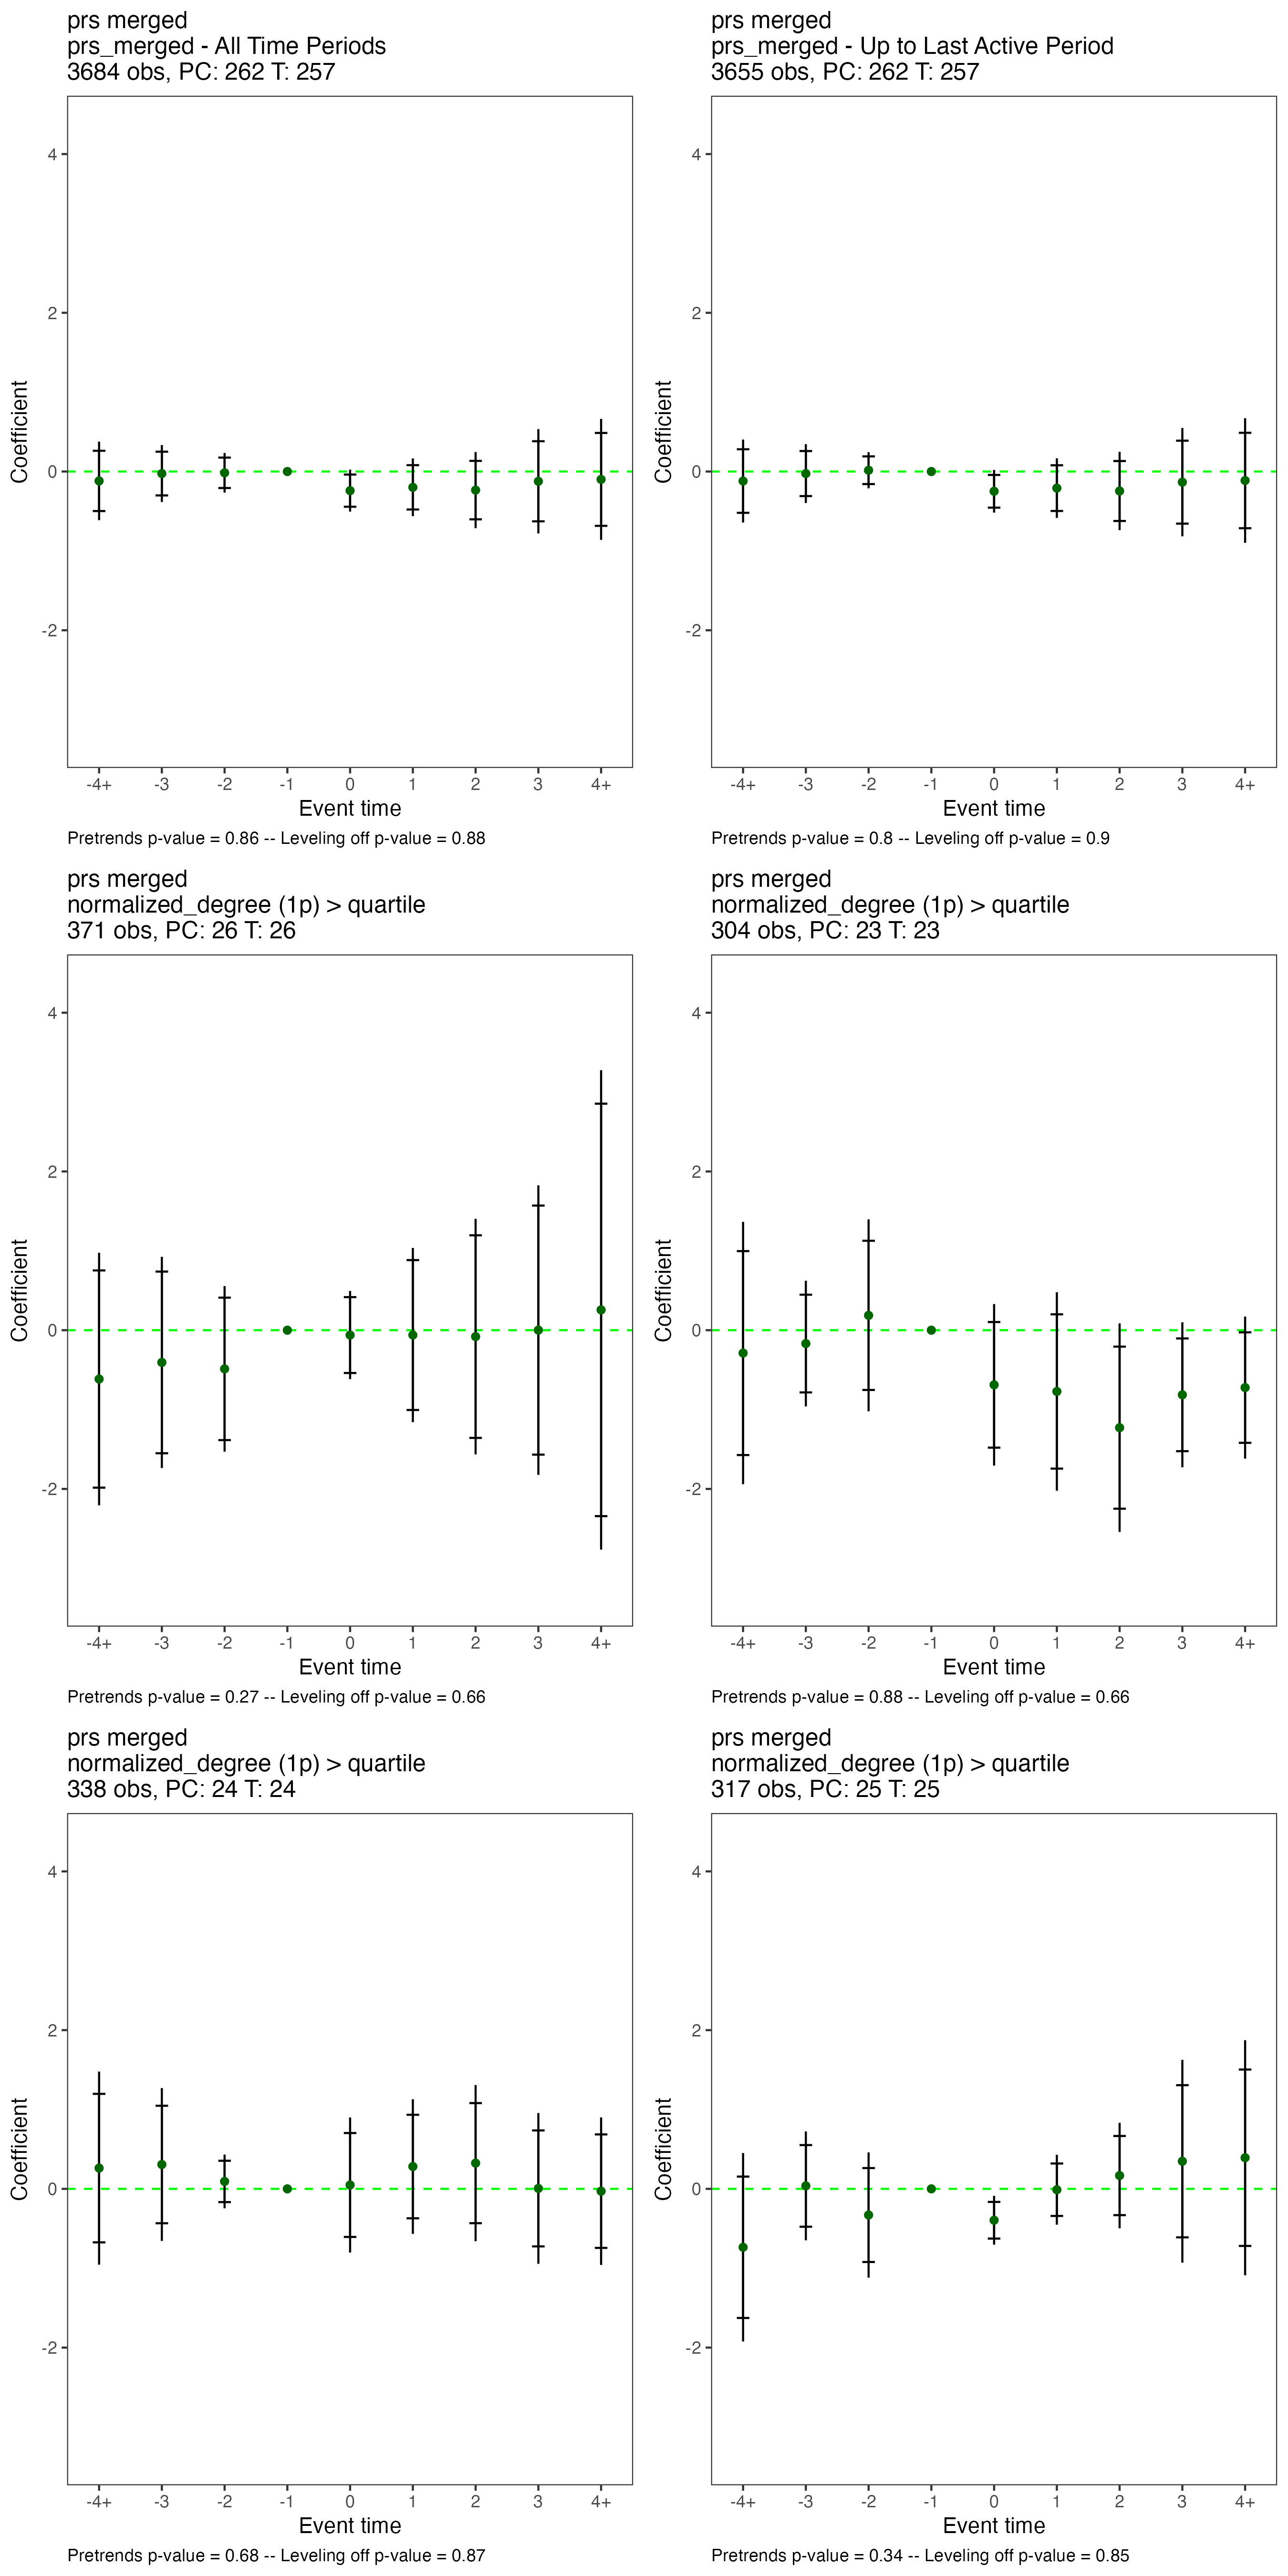 prs merged
prs_merged - All Time Periods
3684 obs, PC: 262 T: 257
4
2
0
-2
Coefficient
-4+ -3 -2 -1 0 1 2 3 4+
Event time
Pretrends p-value = 0.86 -- Leveling off p-value = 0.88
prs merged
prs_merged - Up to Last Active Period
3655 obs, PC: 262 T: 257
4
2
0
-2
Coefficient
-4+ -3 -2 -1 0 1 2 3 4+
Event time
Pretrends p-value = 0.8 -- Leveling off p-value = 0.9
prs merged
normalized_degree (1p) > quartile
371 obs, PC: 26 T: 26
4
2
0
-2
Coefficient
-4+ -3 -2 -1 0 1 2 3 4+
Event time
Pretrends p-value = 0.27 -- Leveling off p-value = 0.66
prs merged
normalized_degree (1p) > quartile
304 obs, PC: 23 T: 23
4
2
0
-2
Coefficient
-4+ -3 -2 -1 0 1 2 3 4+
Event time
Pretrends p-value = 0.88 -- Leveling off p-value = 0.66
prs merged
normalized_degree (1p) > quartile
338 obs, PC: 24 T: 24
4
2
0
-2
Coefficient
-4+ -3 -2 -1 0 1 2 3 4+
Event time
Pretrends p-value = 0.68 -- Leveling off p-value = 0.87
prs merged
normalized_degree (1p) > quartile
317 obs, PC: 25 T: 25
4
2
0
-2
Coefficient
-4+ -3 -2 -1 0 1 2 3 4+
Event time
Pretrends p-value = 0.34 -- Leveling off p-value = 0.85